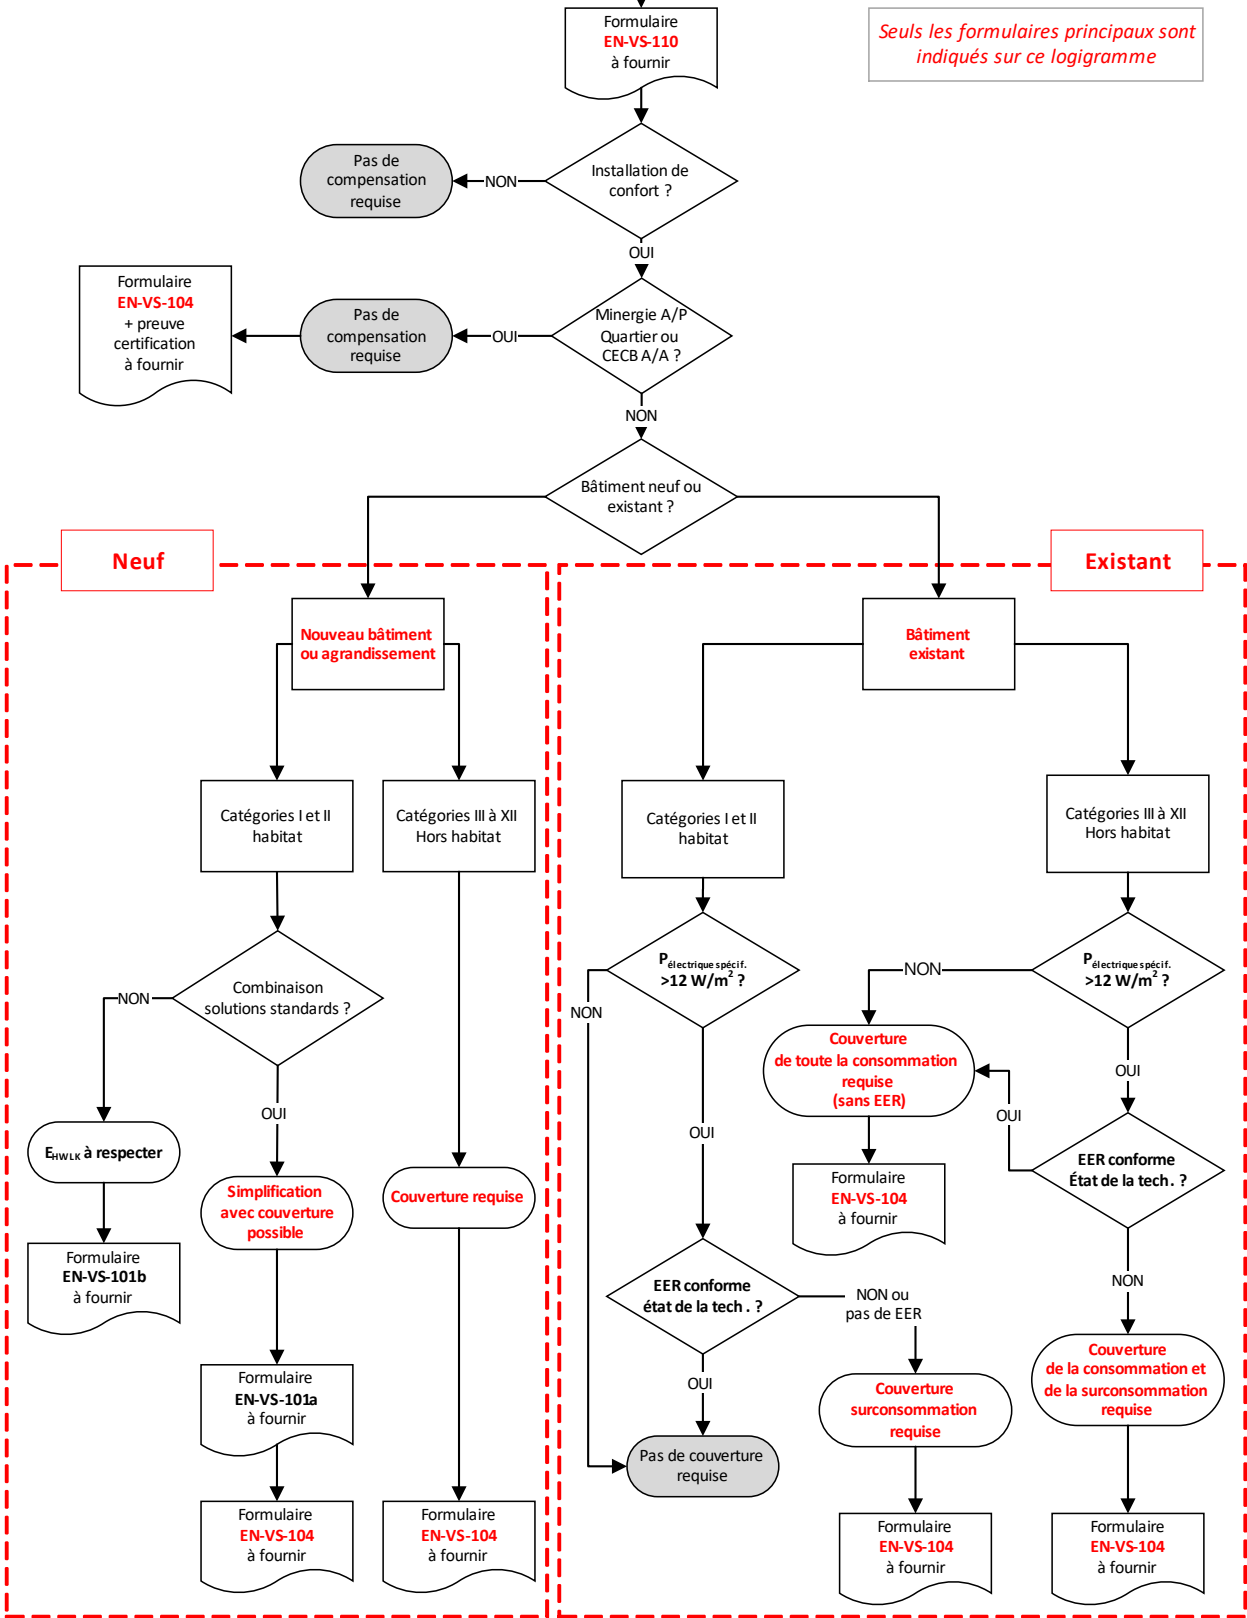 Formulaire
EN-VS-110
à fournir
Seuls les formulaires principaux sont
indiqués sur ce logigramme
Installation de
confort ?
NON
Pas de
compensation
requise
OUI
Minergie A/P
Quartier ou
CECB A/A ?
OUI
Pas de
compensation
requise
Formulaire
EN-VS-104
+ preuve
certification
à fournir
NON
Bâtiment neuf ou
existant ?
Neuf
Nouveau bâtiment
ou agrandissement
Catégories I et II
habitat
Catégories III à XII
Hors habitat
Combinaison
solutions standards ?
NON
OUI
EHWLK à respecter
Formulaire
EN-VS-101b
à fournir
Simplification
avec couverture
possible
Couverture requise
Formulaire
EN-VS-101a
à fournir
Formulaire
EN-VS-104
à fournir
Formulaire
EN-VS-104
à fournir
Existant
Bâtiment
existant
Catégories I et II
habitat
Catégories III à XII
Hors habitat
Pélectrique spécif.
>12 W/m² ?
NON
OUI
EER conforme
état de la tech . ?
NON ou
pas de EER
OUI
Pas de couverture
requise
Couverture
surconsommation
requise
Formulaire
EN-VS-104
à fournir
Pélectrique spécif.
>12 W/m² ?
NON
OUI
Couverture
de toute la consommation
requise
(sans EER)
Formulaire
EN-VS-104
à fournir
OUI
EER conforme
État de la tech . ?
NON
Couverture
de la consommation et
de la surconsommation
requise
Formulaire
EN-VS-104
à fournir